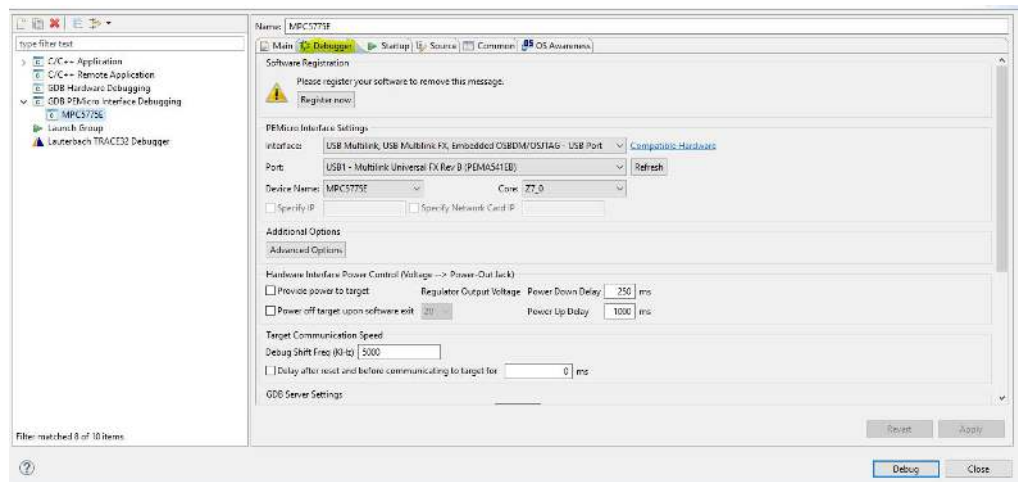 Name: MPC5775E
type filter text
Main Debugger Startup Source Common OS Awareness
C/C++ Application
C/C++ Remote Application
GDB Hardware Debugging
GDB PEMicro Interface Debugging
MPC5775E
Launch Group
Lauterbach TRACE32 Debugger
Filter matched 8 of 10 items
Software Registration
Please register your software to remove this message.
Register now
PEMicro Interface Settings
Interface: USB Multilink, USB Multilink FX, Embedded OSBDM/OSJTAG - USB Port Compatible Hardware
Port: USB1 - Multilink Universal FX Rev B (PEMA541EB) Refresh
Device Name: MPC5775E Core: Z7_0
Specify IP Specify Network Card IP
Additional Options
Advanced Options
Hardware Interface Power Control (Voltage --> Power-Out Jack)
Provide power to target Regulator Output Voltage Power Down Delay 250 ms
Power off target upon software exit Power Up Delay 1000 ms
Target Communication Speed
Debug Shift Freq (KHz) 5000
Delay after reset and before communicating to target for 0 ms
GDB Server Settings
Revert Apply
Debug Close